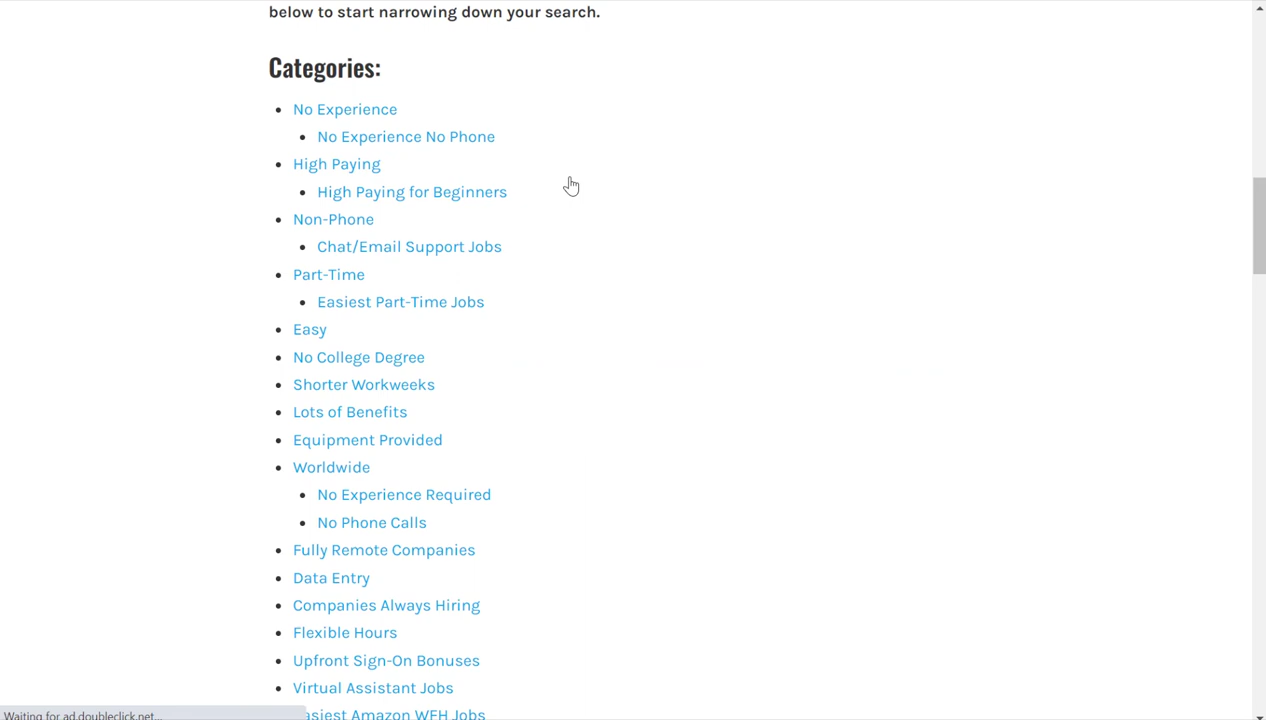 below to start narrowing down your search.
Categories:
No Experience
No Experience No Phone
High Paying
High Paying for Beginners
Non-Phone
Chat/Email Support Jobs
Part-Time
Easiest Part-Time Jobs
Easy
No College Degree
Shorter Workweeks
Lots of Benefits
Equipment Provided
Worldwide
No Experience Required
No Phone Calls
Fully Remote Companies
Data Entry
Companies Always Hiring
Flexible Hours
Upfront Sign-On Bonuses
Virtual Assistant Jobs
Easiest Amazon WFH Jobs
Waiting for ad.doubleclick.net...